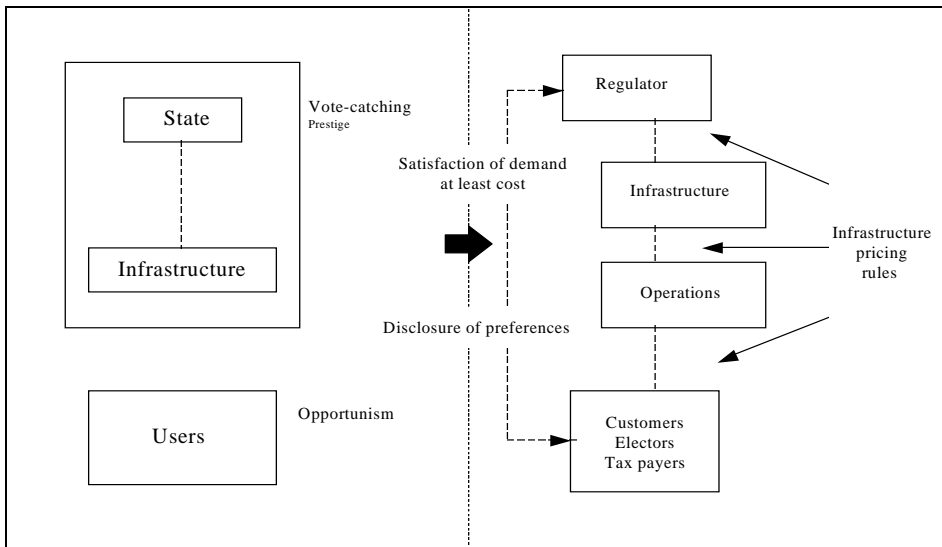 State
Vote-catching
Prestige
Infrastructure
Users
Opportunism
Satisfaction of demand
at least cost
Disclosure of preferences
Regulator
Infrastructure
Operations
Customers
Electors
Tax payers
Infrastructure
pricing
rules